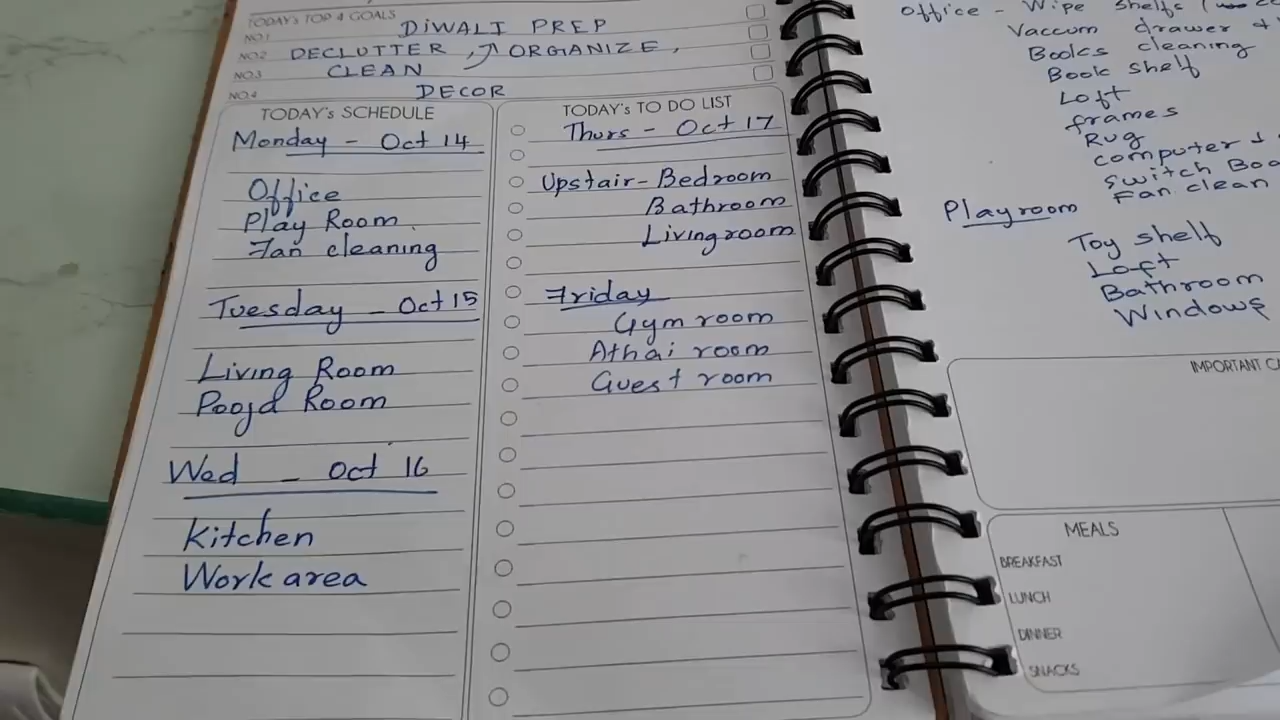 TODAY's TOP 4 GOALS
NO.1 DIWALI PREP
NO.2 DECLUTTER, ORGANIZE,
NO.3 CLEAN
NO.4 DECOR
TODAY's SCHEDULE
Monday - Oct 14
Office
Play Room
Fan cleaning
Tuesday - Oct 15
Living Room
Pooja Room
Wed - Oct 16
Kitchen
Work area
TODAY's TO DO LIST
Thurs - Oct 17
Upstair - Bedroom
Bathroom
Livingroom
Friday
Gym room
Athai room
Guest room
Office - Wipe Shelfs
Vaccum drawer +
Books cleaning
Book shelf
Loft
frames
Rug
computer +
Switch Boa
Fan clean
Playroom
Toy shelf
Loft
Bathroom
Windows
IMPORTANT C
MEALS
BREAKFAST
LUNCH
DINNER
SNACKS